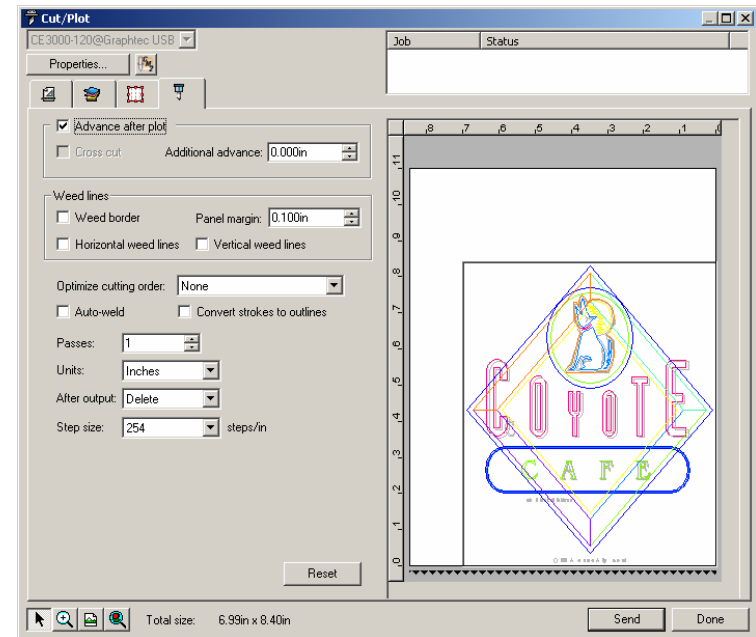 Cut/Plot
CE3000-120@Graphtec USB
Job Status
Properties...
Advance after plot
Cross cut Additional advance: 0.000in
Weed lines
Weed border Panel margin: 0.100in
Horizontal weed lines Vertical weed lines
Optimize cutting order: None
Auto-weld Convert strokes to outlines
Passes: 1
Units: Inches
After output: Delete
Step size: 254 steps/in
Reset
8 7 6 5 4 3 2 1 0
11
10
9
8
7
6
5
4
3
2
1
0
COYOTE
CAFE
Total size: 6.99in x 8.40in
Send Done